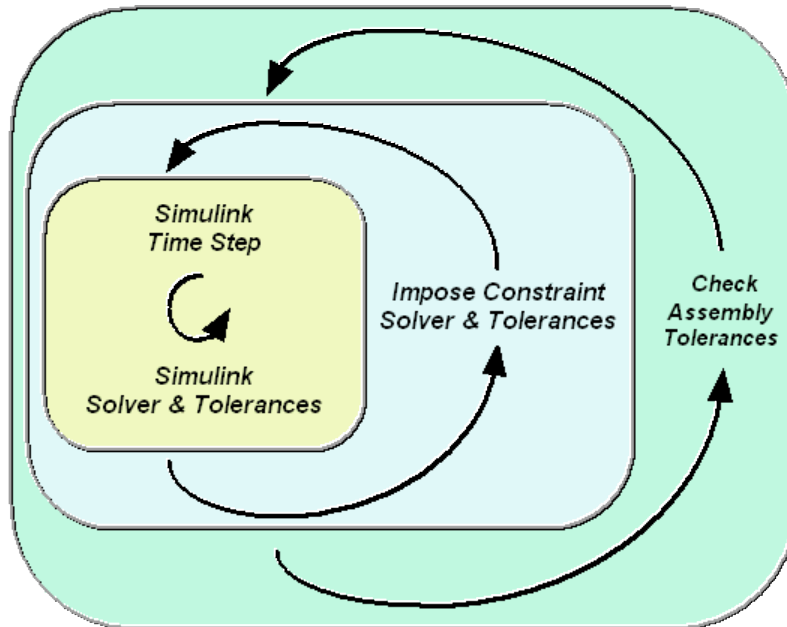 Simulink
Time Step
Simulink
Solver & Tolerances
Impose Constraint
Solver & Tolerances
Check
Assembly
Tolerances